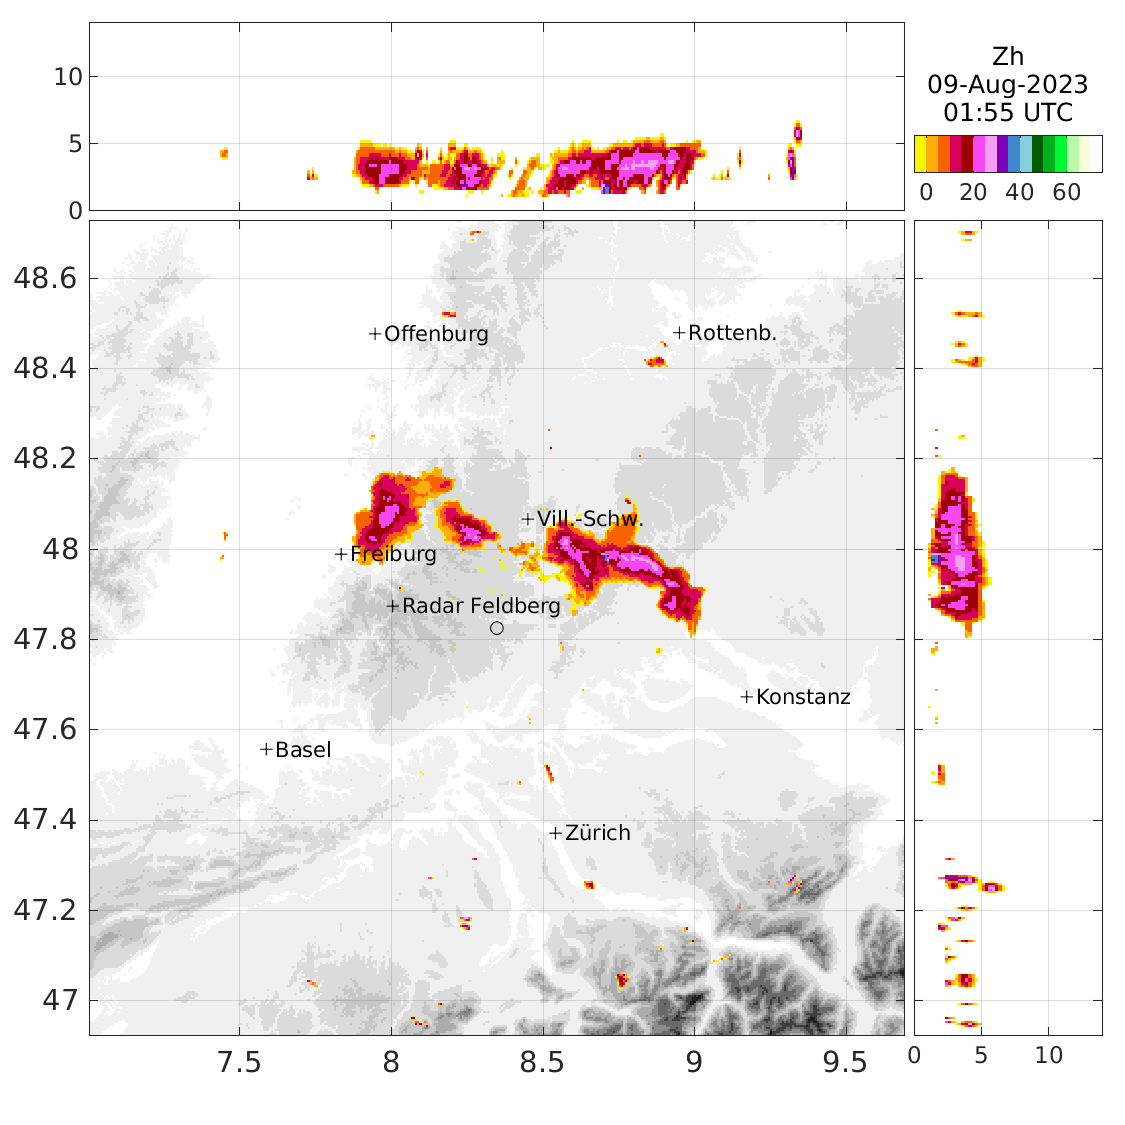 10
5
0
Zh
09-Aug-2023
01:55 UTC
0 20 40 60
48.6
48.4
48.2
48
47.8
47.6
47.4
47.2
47
+Offenburg
+Rottenb.
+Vill.-Schw.
+Freiburg
+Radar Feldberg
+Konstanz
+Basel
+Zürich
7.5 8 8.5 9 9.5
0 5 10